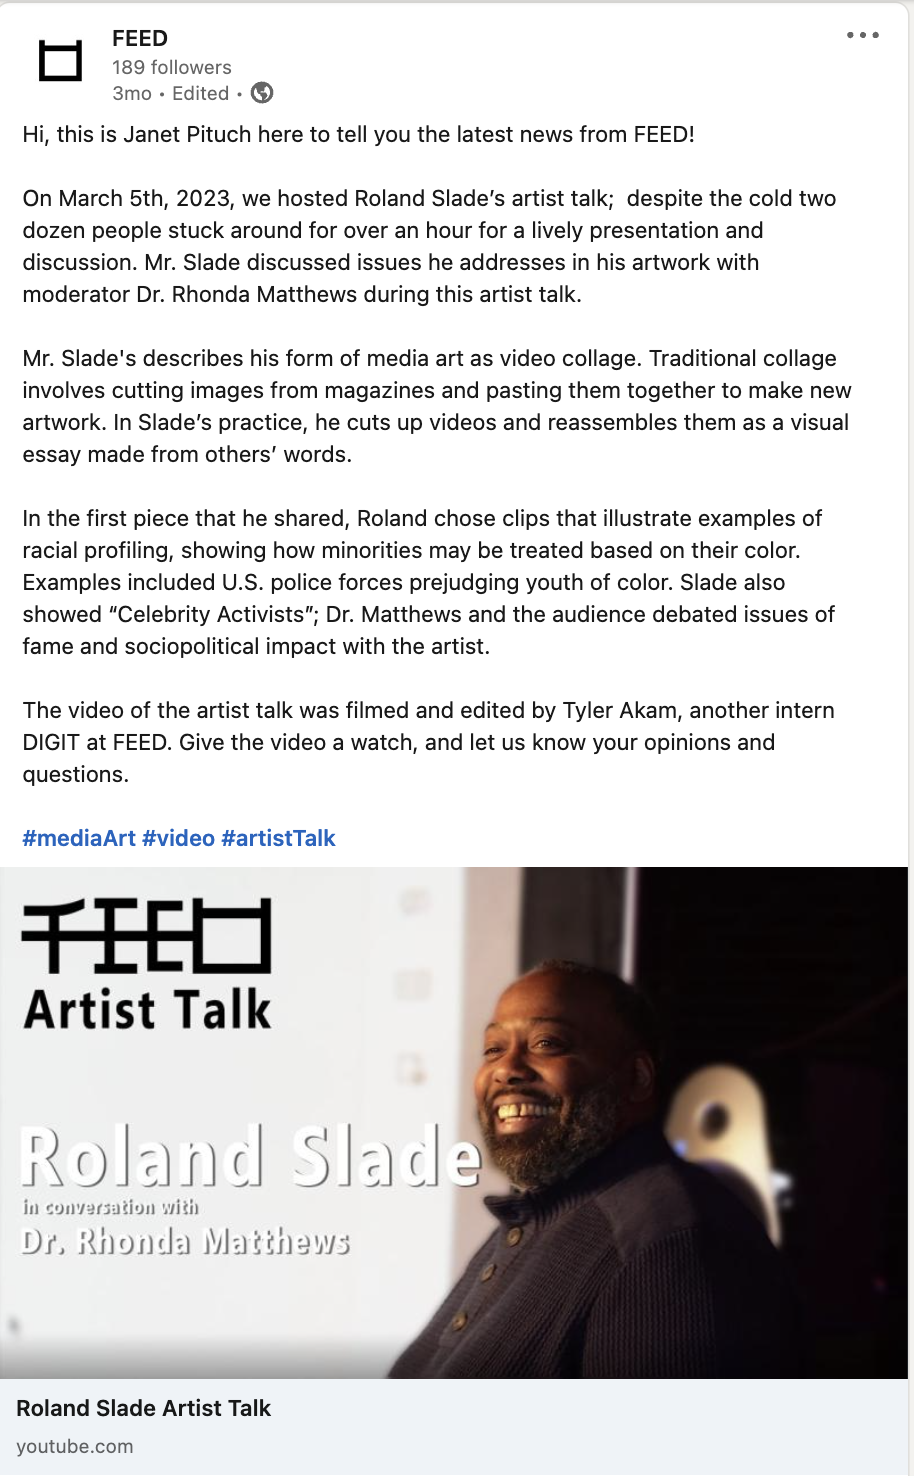 FEED
189 followers
3mo • Edited •
Hi, this is Janet Pituch here to tell you the latest news from FEED!
On March 5th, 2023, we hosted Roland Slade’s artist talk;  despite the cold two
dozen people stuck around for over an hour for a lively presentation and
discussion. Mr. Slade discussed issues he addresses in his artwork with
moderator Dr. Rhonda Matthews during this artist talk.
Mr. Slade's describes his form of media art as video collage. Traditional collage
involves cutting images from magazines and pasting them together to make new
artwork. In Slade’s practice, he cuts up videos and reassembles them as a visual
essay made from others’ words.
In the first piece that he shared, Roland chose clips that illustrate examples of
racial profiling, showing how minorities may be treated based on their color.
Examples included U.S. police forces prejudging youth of color. Slade also
showed “Celebrity Activists”; Dr. Matthews and the audience debated issues of
fame and sociopolitical impact with the artist.
The video of the artist talk was filmed and edited by Tyler Akam, another intern
DIGIT at FEED. Give the video a watch, and let us know your opinions and
questions.
#mediaArt #video #artistTalk
FEED
Artist Talk
Roland Slade
in conversation with
Dr. Rhonda Matthews
Roland Slade Artist Talk
youtube.com